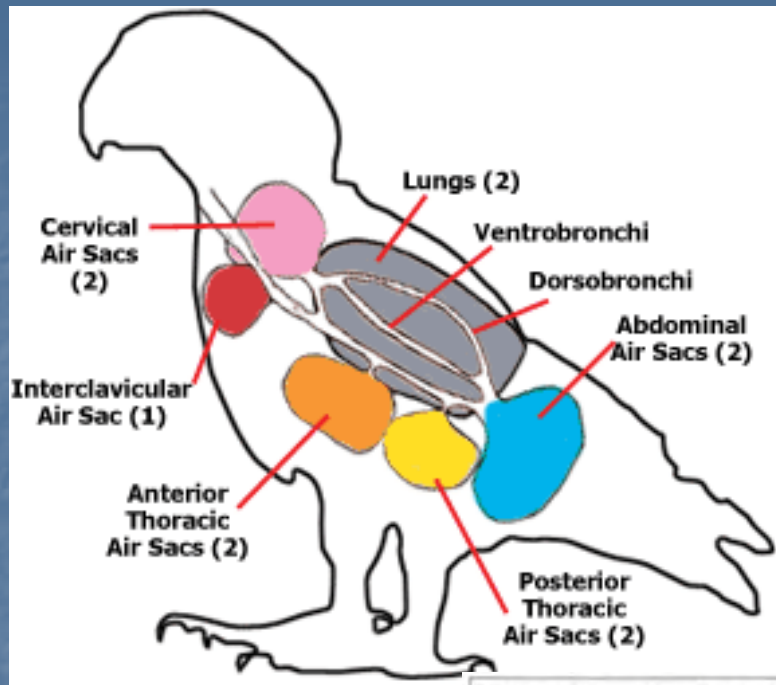 Lungs (2)
Cervical
Air Sacs
(2)
Ventrobronchi
Dorsobronchi
Abdominal
Air Sacs (2)
Interclavicular
Air Sac (1)
Anterior
Thoracic
Air Sacs (2)
Posterior
Thoracic
Air Sacs (2)